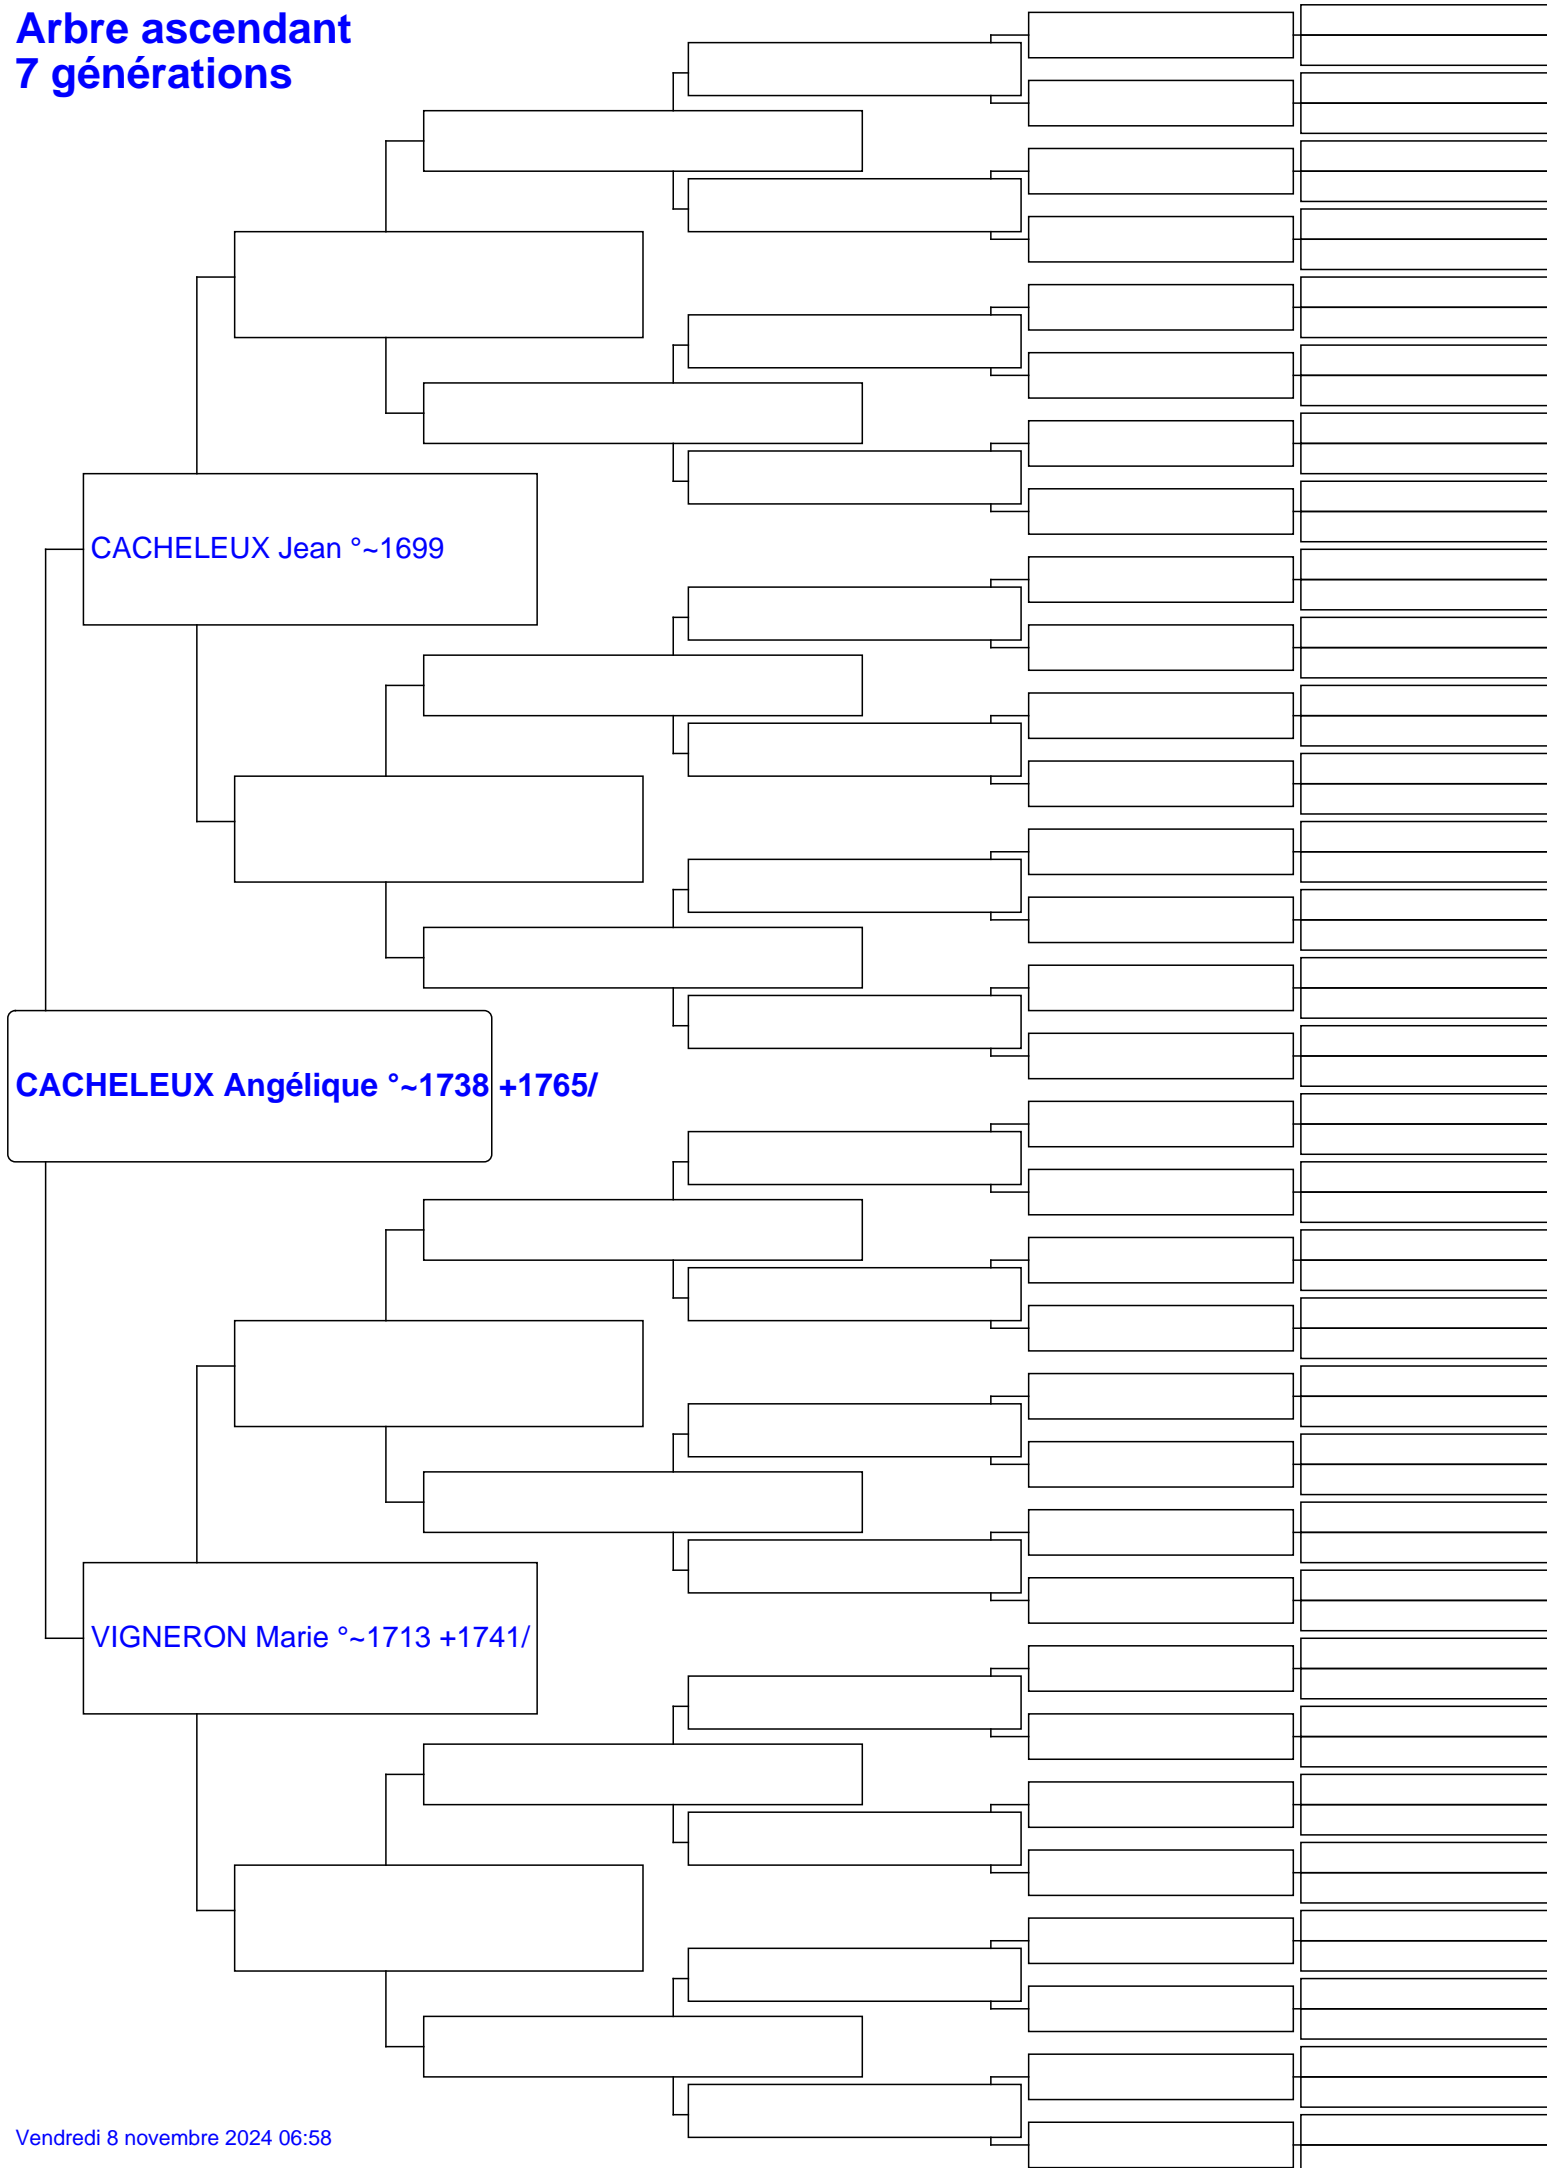 Arbre ascendant
7 générations
CACHELEUX Jean °~1699
CACHELEUX Angélique °~1738 +1765/
VIGNERON Marie °~1713 +1741/
Vendredi 8 novembre 2024 06:58